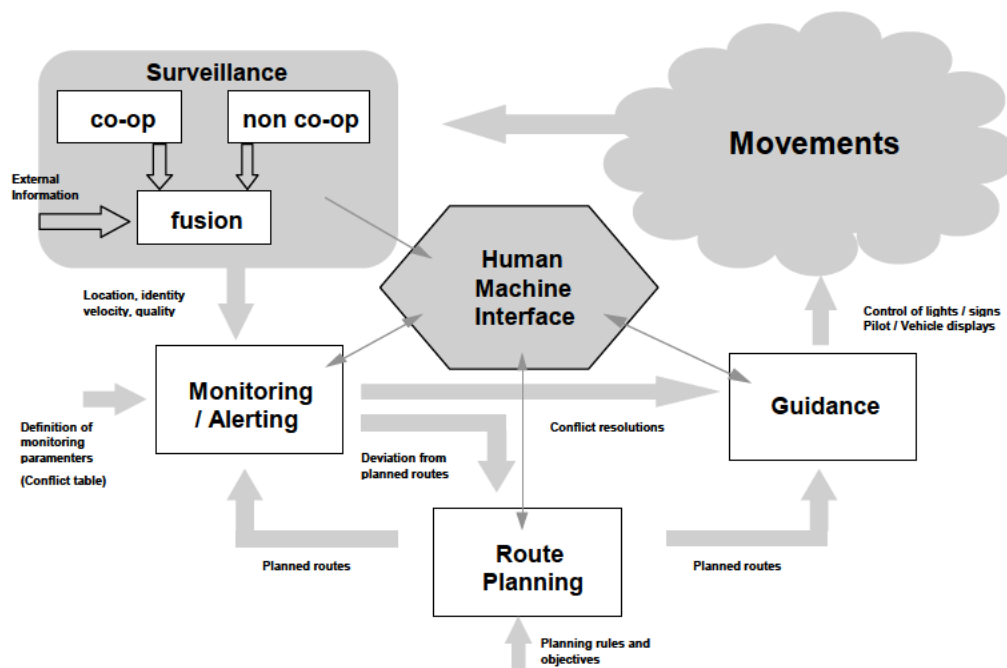 Surveillance
co-op
non co-op
External
Information
fusion
Movements
Human
Machine
Interface
Location, identity
velocity, quality
Control of lights / signs
Pilot / Vehicle displays
Monitoring
/ Alerting
Guidance
Definition of
monitoring
paramenters
(Conflict table)
Conflict resolutions
Deviation from
planned routes
Route
Planning
Planned routes
Planned routes
Planning rules and
objectives